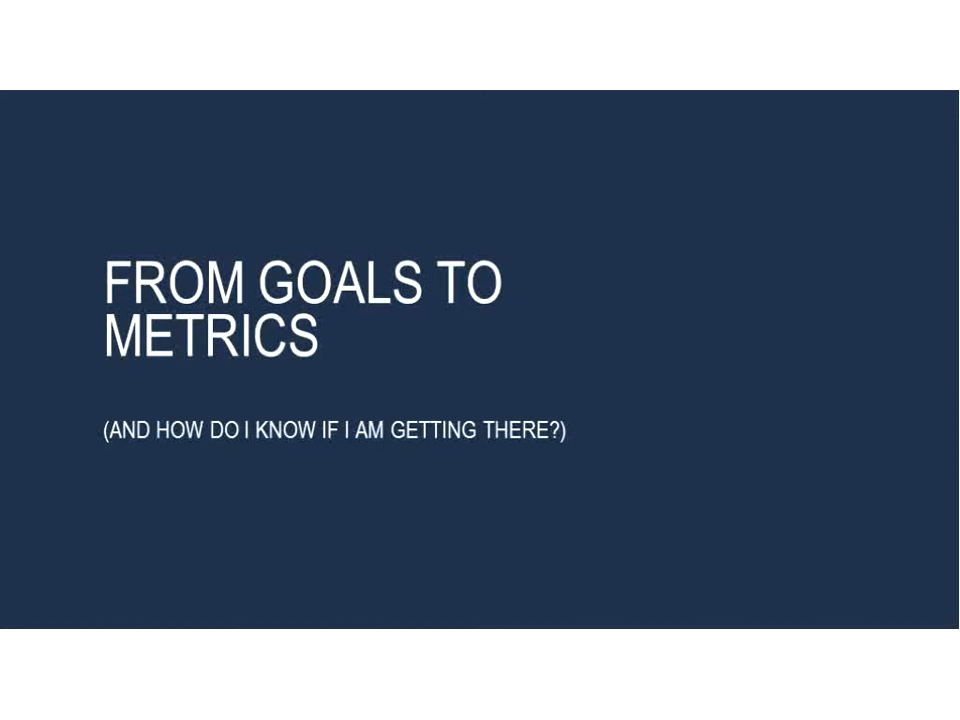 FROM GOALS TO
METRICS
(AND HOW DO I KNOW IF I AM GETTING THERE?)